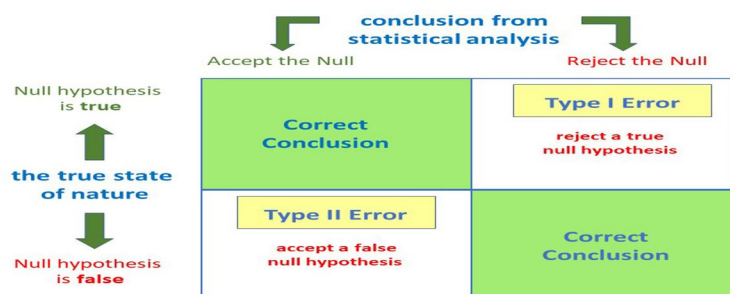 conclusion from
statistical analysis
Accept the Null
Reject the Null
Null hypothesis
is true
Correct
Conclusion
Type I Error
reject a true
null hypothesis
the true state
of nature
Type II Error
accept a false
null hypothesis
Correct
Conclusion
Null hypothesis
is false